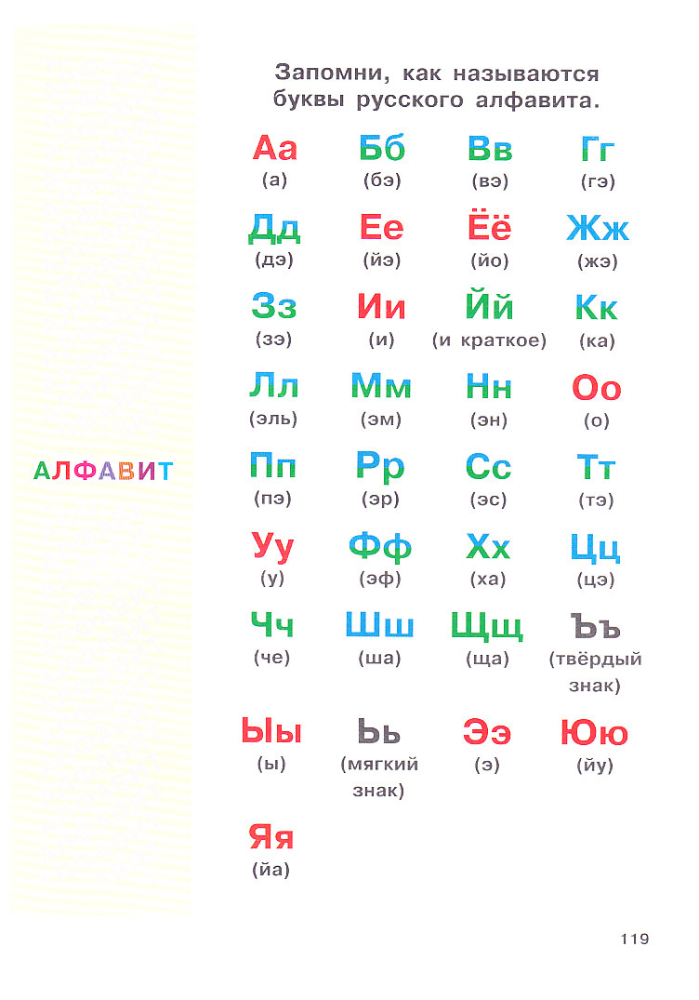 Запомни, как называются
буквы русского алфавита.
Аа Бб Вв Гг
(а) (бэ) (вэ) (гэ)
Дд Ее Ёё Жж
(дэ) (йэ) (йо) (жэ)
Зз Ии Йй Кк
(зэ) (и) (и краткое) (ка)
Лл Мм Нн Оо
(эль) (эм) (эн) (о)
АЛФАВИТ
Пп Рр Сс Тт
(пэ) (эр) (эс) (тэ)
Уу Фф Хх Цц
(у) (эф) (ха) (цэ)
Чч Шш Щщ Ъъ
(че) (ша) (ща) (твёрдый
знак)
Ыы Ьь Ээ Юю
(ы) (мягкий (э) (йу)
знак)
Яя
(йа)
119